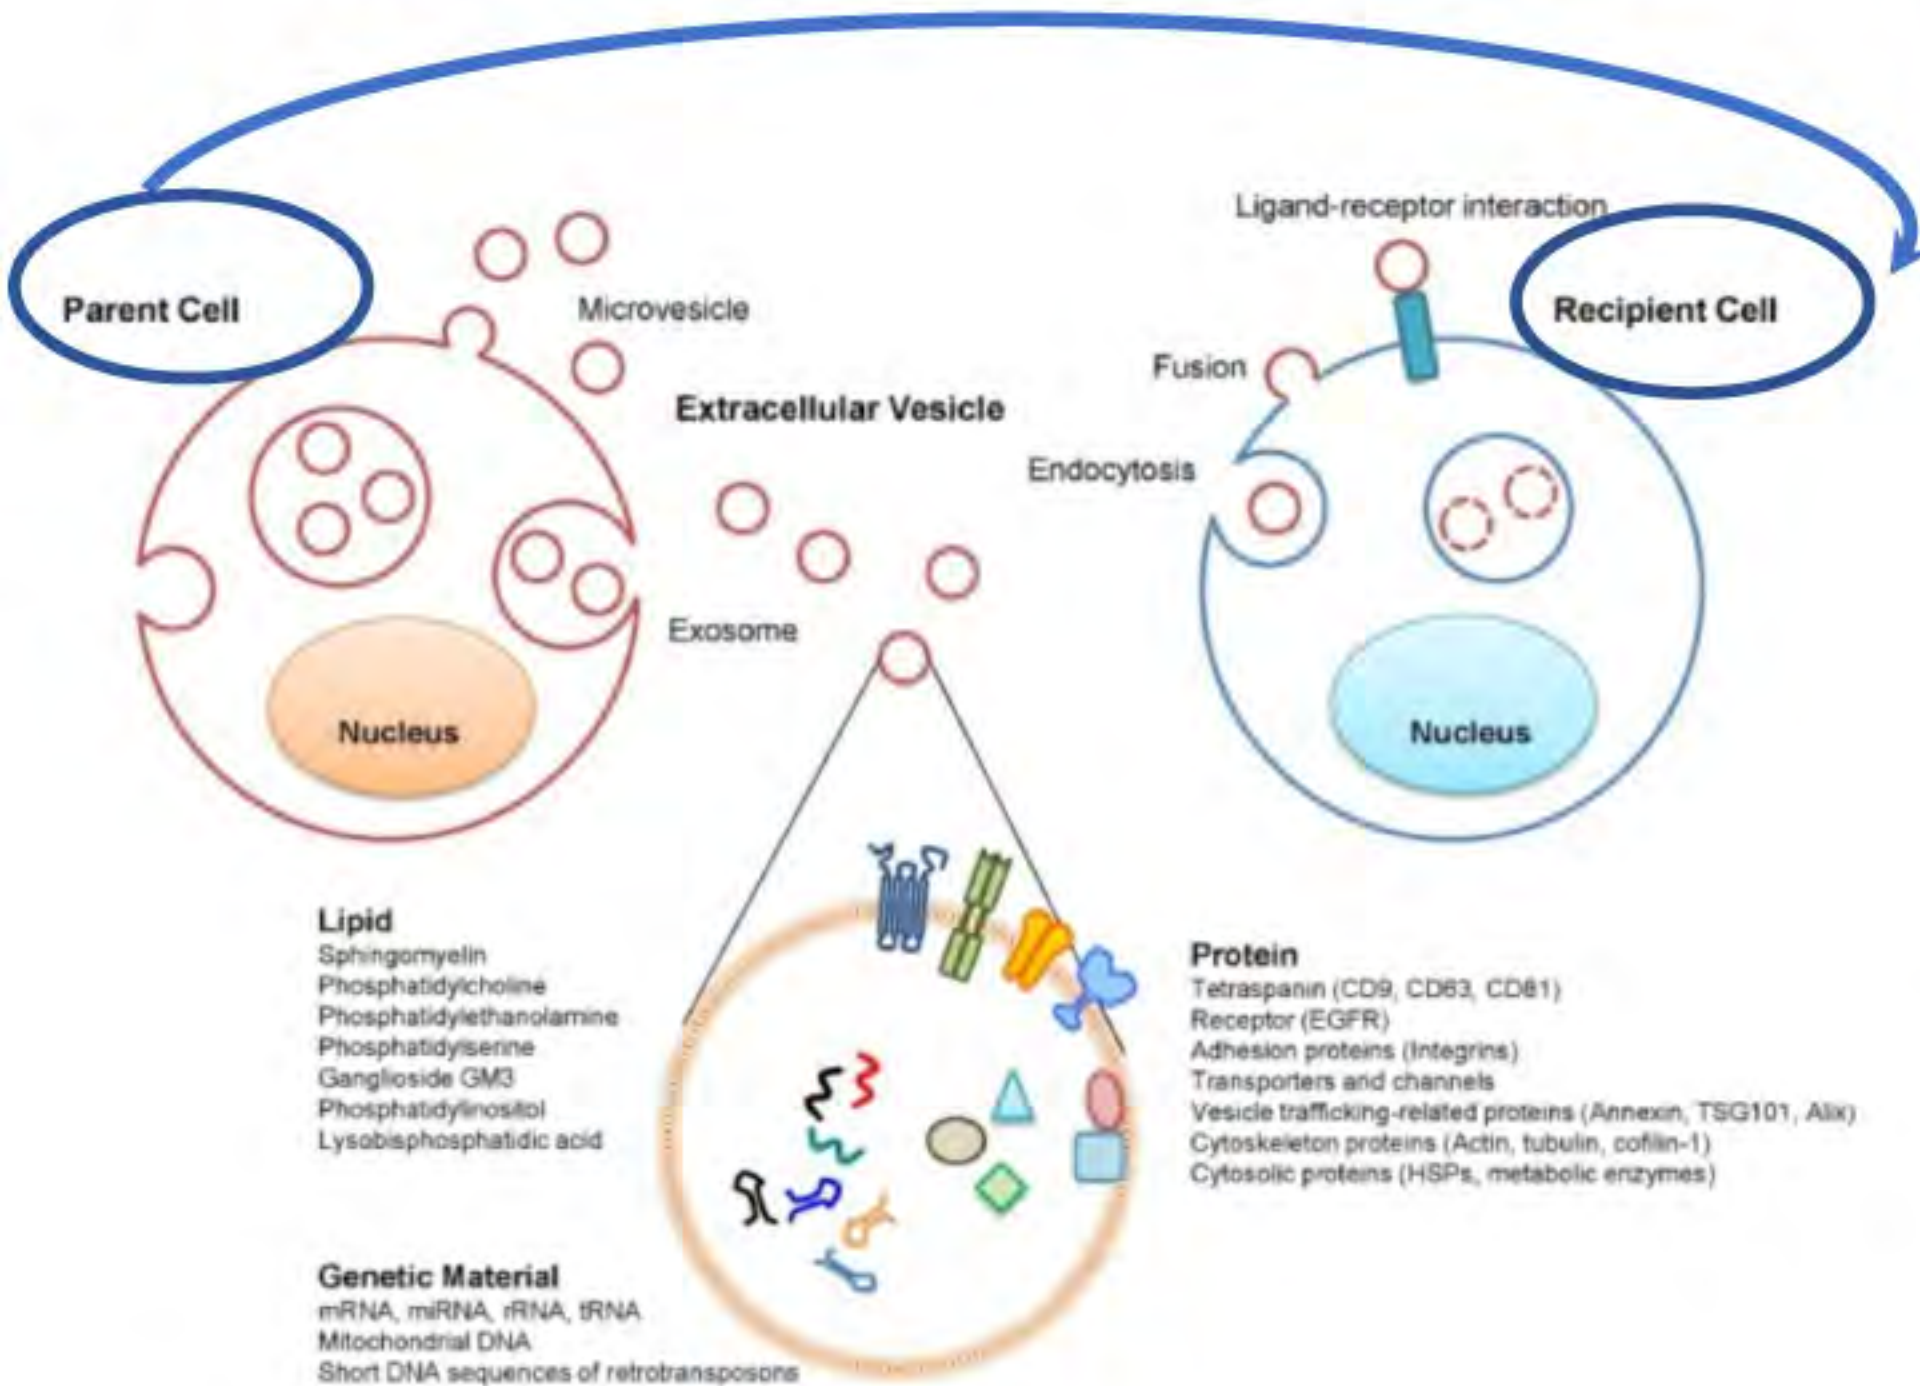 Ligand-receptor interaction
Parent Cell
Microvesicle
Recipient Cell
Fusion
Extracellular Vesicle
Endocytosis
Exosome
Nucleus
Nucleus
Lipid
Sphingomyelin
Phosphatidylcholine
Phosphatidylethanolamine
Phosphatidylserine
Ganglioside GM3
Phosphatidylinositol
Lysobisphosphatidic acid
Protein
Tetraspanin (CD9, CD63, CD81)
Receptor (EGFR)
Adhesion proteins (Integrins)
Transporters and channels
Vesicle trafficking-related proteins (Annexin, TSG101, Alix)
Cytoskeleton proteins (Actin, tubulin, cofilin-1)
Cytosolic proteins (HSPs, metabolic enzymes)
Genetic Material
mRNA, miRNA, rRNA, tRNA
Mitochondrial DNA
Short DNA sequences of retrotransposons